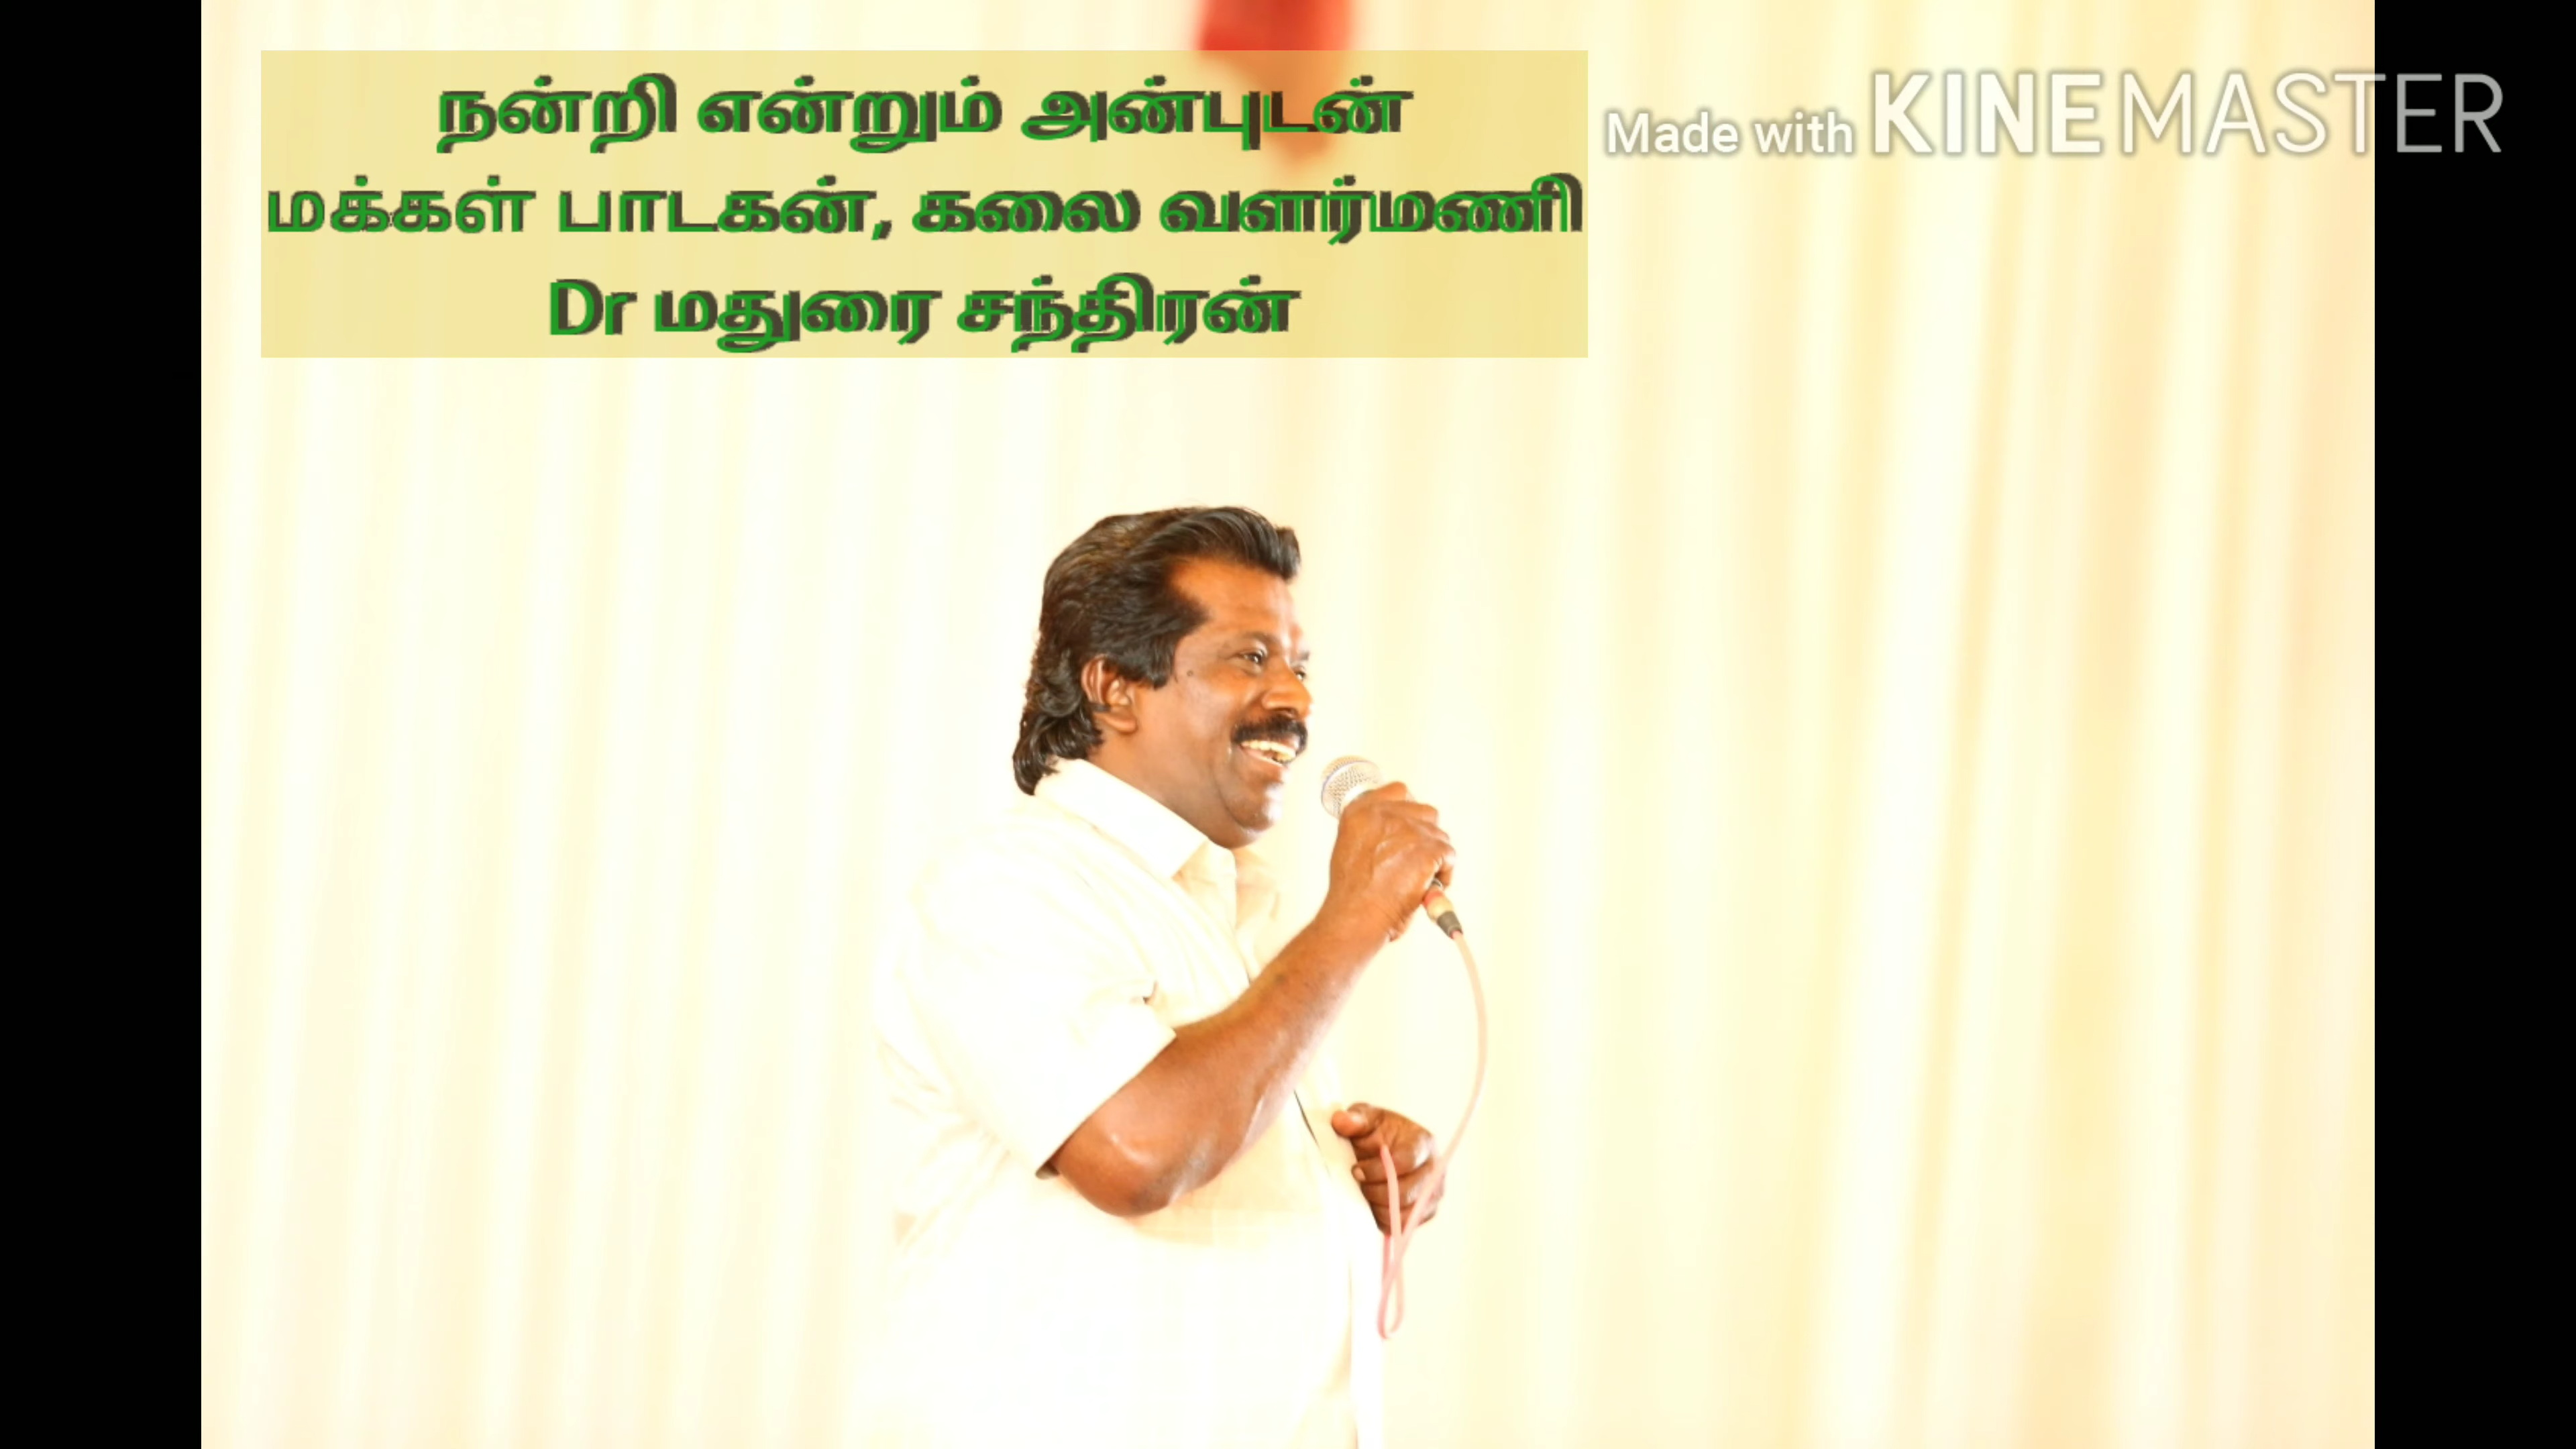 நன்றி என்றும் அன்புடன்
மக்கள் பாடகன், கலை வளர்மணி
Dr மதுரை சந்திரன்
Made with KINEMASTER